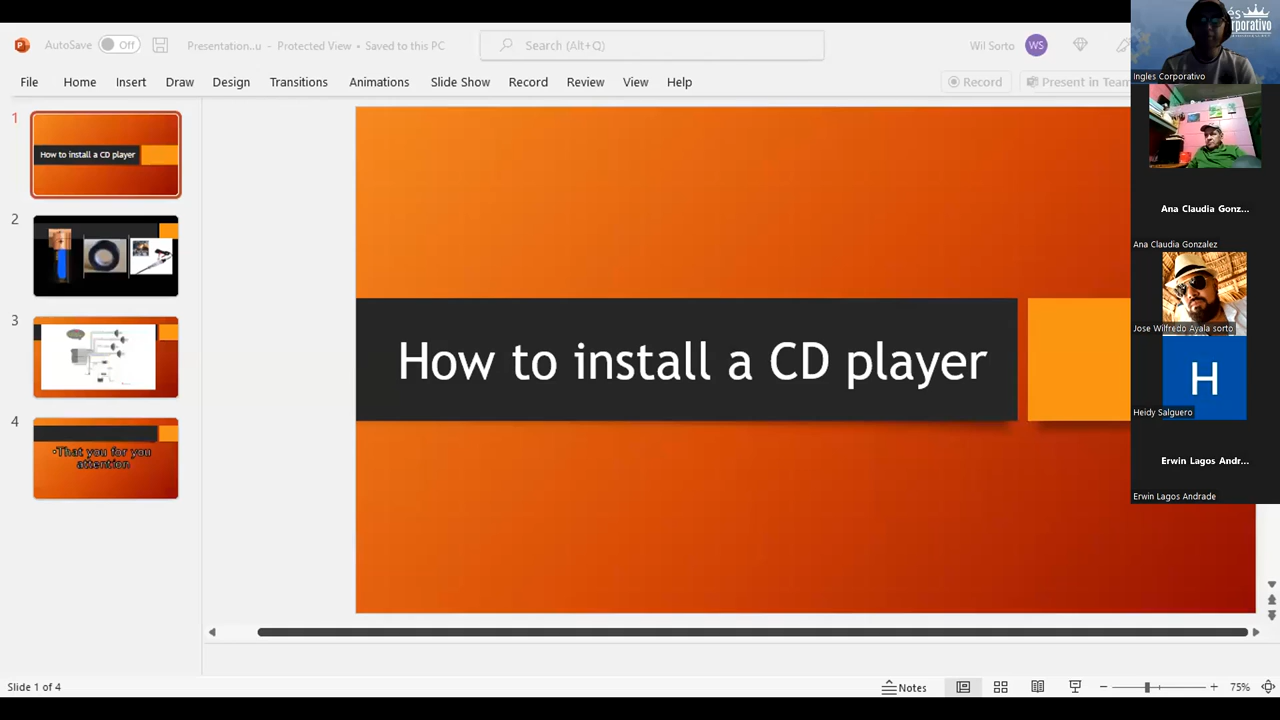 AutoSave
Off
Presentation..u - Protected View • Saved to this PC
Search (Alt+Q)
Wil Sorto
WS
File
Home
Insert
Draw
Design
Transitions
Animations
Slide Show
Record
Review
View
Help
Record
Present in Team
1
How to install a CD player
2
3
4
•That you for you
attention
How to install a CD player
és
corporativo
Ingles Corporativo
Ana Claudia Gonz...
Ana Claudia Gonzalez
Jose Wilfredo Ayala sorto
H
Heidy Salguero
Erwin Lagos Andr...
Erwin Lagos Andrade
Slide 1 of 4
Notes
75%